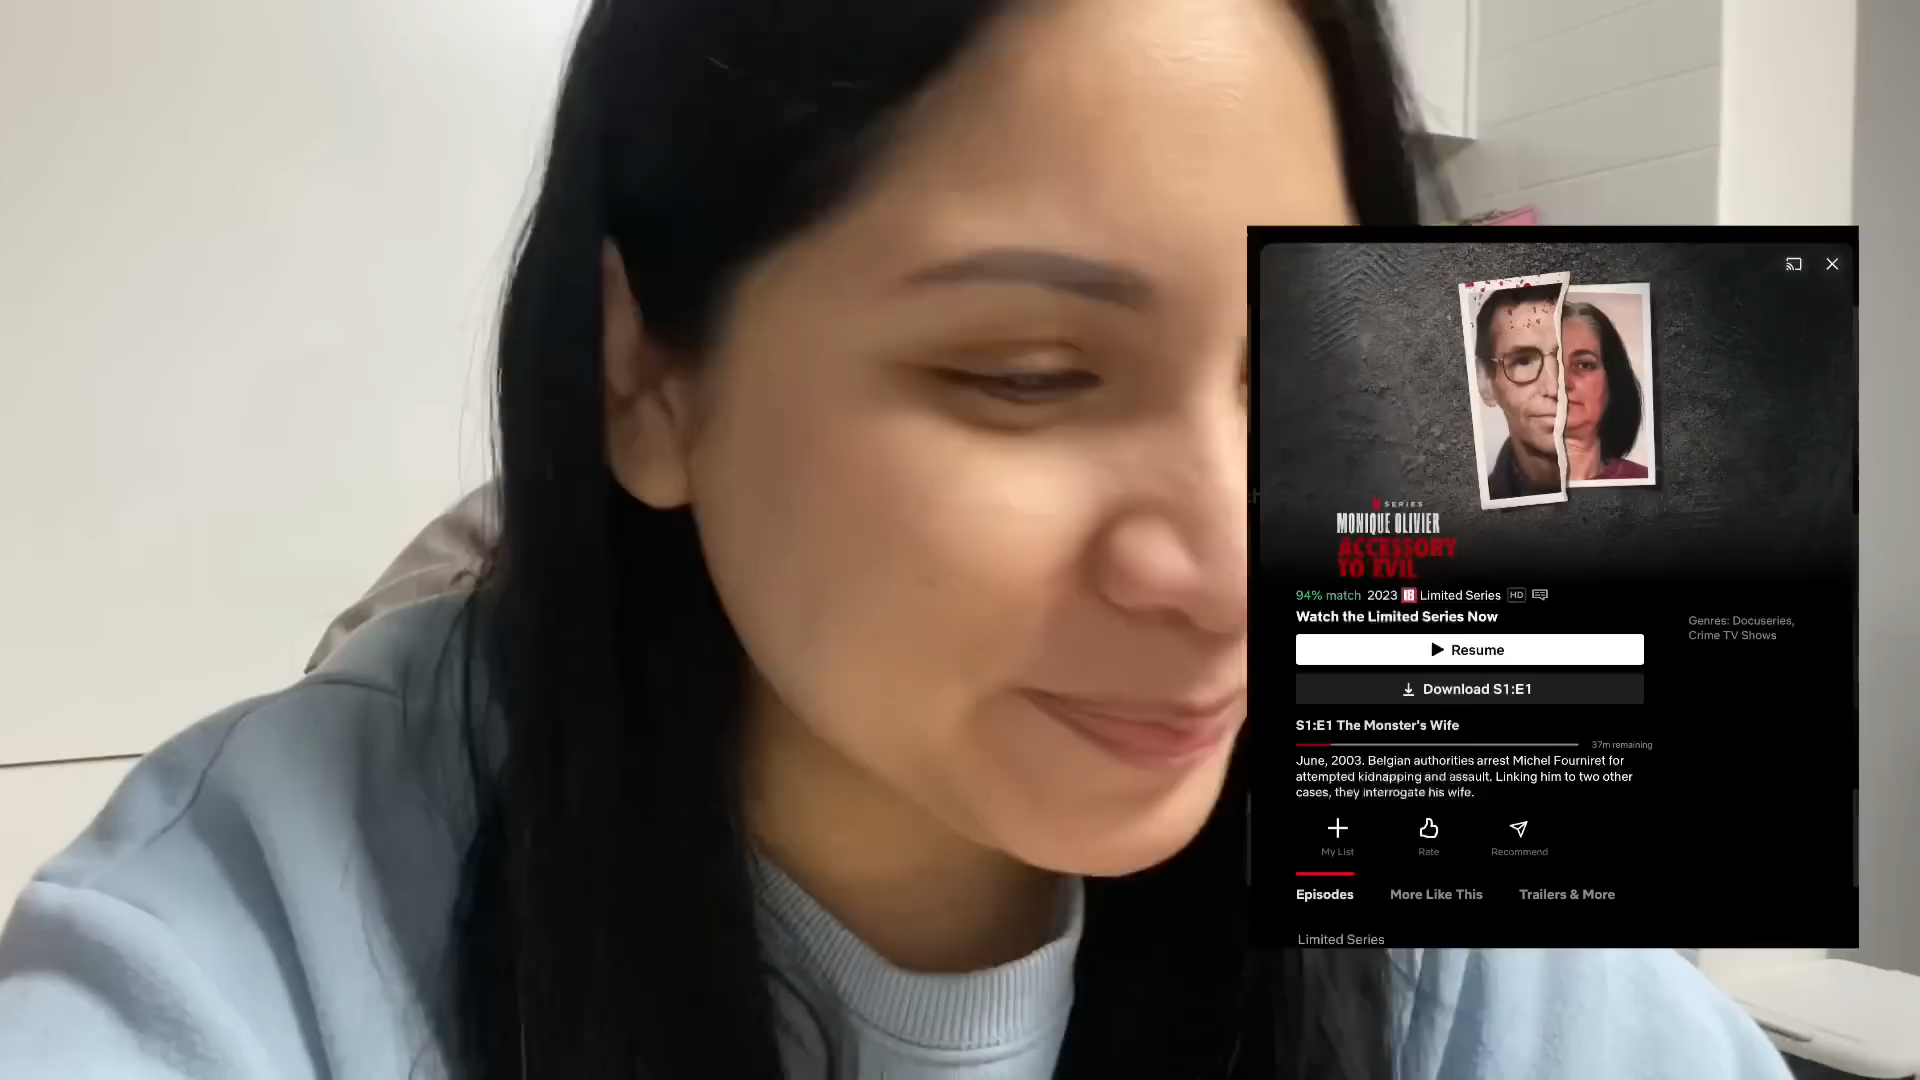 N SERIES
MONIQUE OLIVIER
ACCESSORY
TO EVIL
94% match 2023 18 Limited Series HD
Watch the Limited Series Now
Genres: Docuseries,
Crime TV Shows
Resume
Download S1:E1
S1:E1 The Monster's Wife
37m remaining
June, 2003. Belgian authorities arrest Michel Fourniret for
attempted kidnapping and assault. Linking him to two other
cases, they interrogate his wife.
My List Rate Recommend
Episodes More Like This Trailers & More
Limited Series